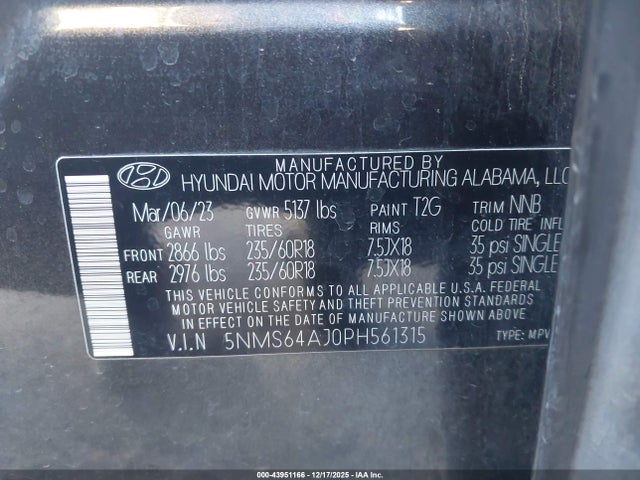 MANUFACTURED BY
HYUNDAI MOTOR MANUFACTURING ALABAMA, LLC
Mar/06/23 GVWR 5137 lbs PAINT T2G TRIM NNB
GAWR TIRES RIMS COLD TIRE INFL
FRONT 2866 lbs 235/60R18 7.5JX18 35 psi SINGLE
REAR 2976 lbs 235/60R18 7.5JX18 35 psi SINGLE
THIS VEHICLE CONFORMS TO ALL APPLICABLE U.S.A. FEDERAL
MOTOR VEHICLE SAFETY AND THEFT PREVENTION STANDARDS
IN EFFECT ON THE DATE OF MANUFACTURE SHOWN ABOVE
V.I.N 5NMS64AJ0PH561315 TYPE: MPV
000-43951166 - 12/17/2025 - IAAI.COM